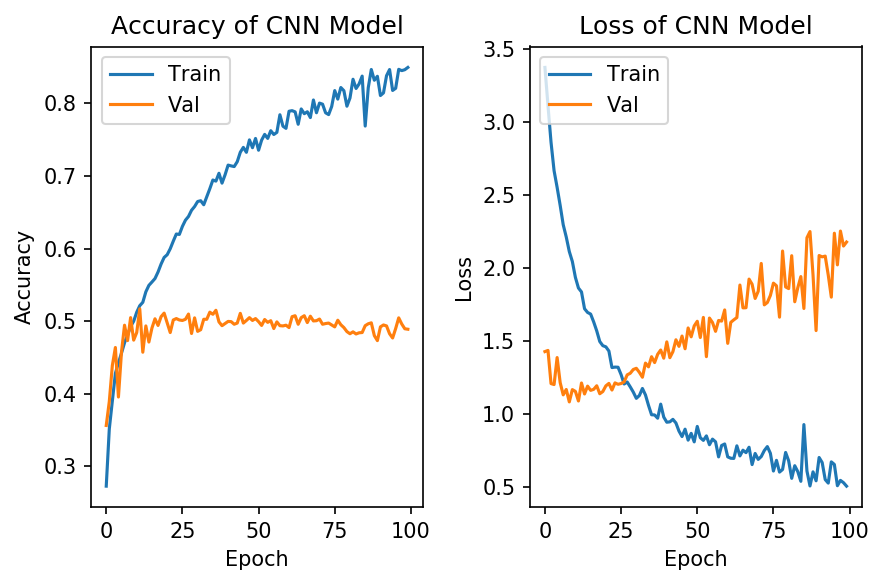 Accuracy of CNN Model
Train
Val
0.8
0.7
0.6
0.5
0.4
0.3
Accuracy
0 25 50 75 100
Epoch
Loss of CNN Model
Train
Val
3.5
3.0
2.5
2.0
1.5
1.0
0.5
Loss
0 25 50 75 100
Epoch